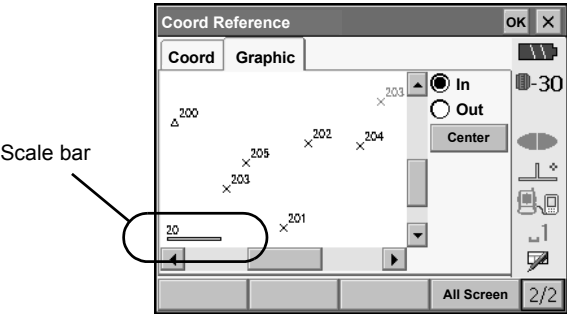 Coord Reference OK
Coord Graphic
203
In
-30
200
Out
202
204
Center
205
Scale bar
203
20
201
1
All Screen 2/2